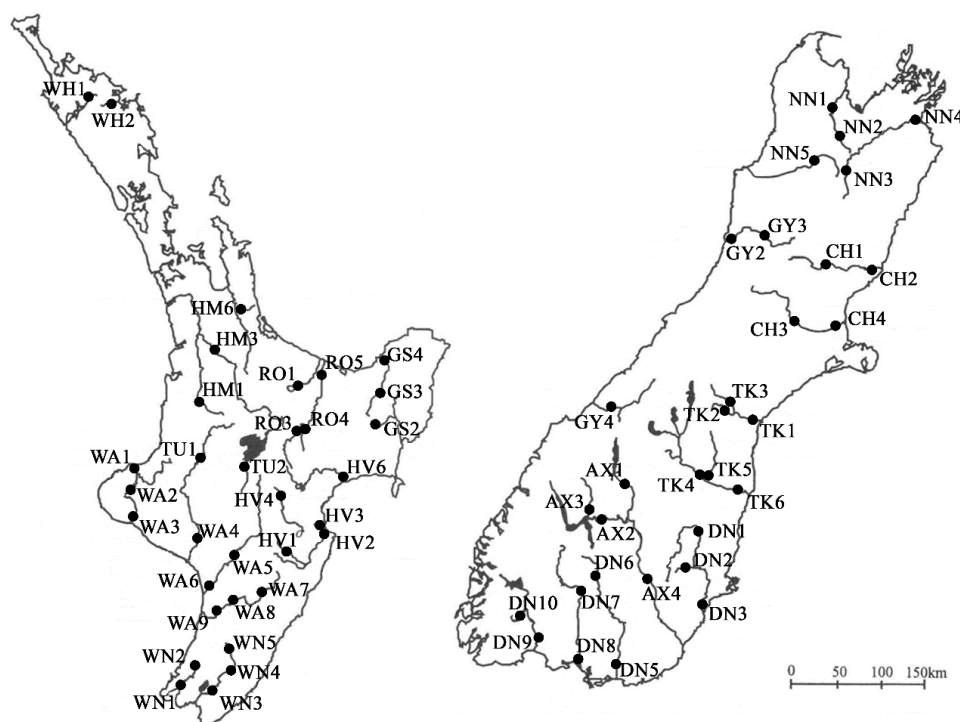 WH1
WH2
HM6
HM3
RO5
GS4
RO1
HM1
GS3
RO3
RO4
GS2
TU1
WA1
TU2
HV6
WA2
HV4
WA3
HV3
WA4
HV2
HV1
WA5
WA6
WA7
WA8
WA9
WN5
WN2
WN4
WN1
WN3
NN1
NN4
NN2
NN5
NN3
GY3
GY2
CH1
CH2
CH3
CH4
TK3
GY4
TK2
TK1
AX1
TK4
TK5
AX3
TK6
AX2
DN1
DN6
DN2
AX4
DN7
DN10
DN3
DN9
DN8
DN5
0 50 100 150km